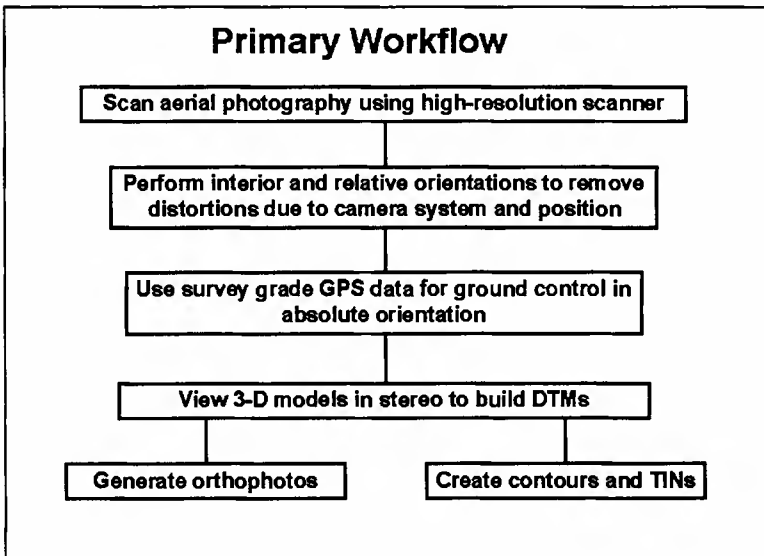 Primary Workflow
Scan aerial photography using high-resolution scanner
Perform interior and relative orientations to remove
distortions due to camera system and position
Use survey grade GPS data for ground control in
absolute orientation
View 3-D models in stereo to build DTMs
Generate orthophotos
Create contours and TINs